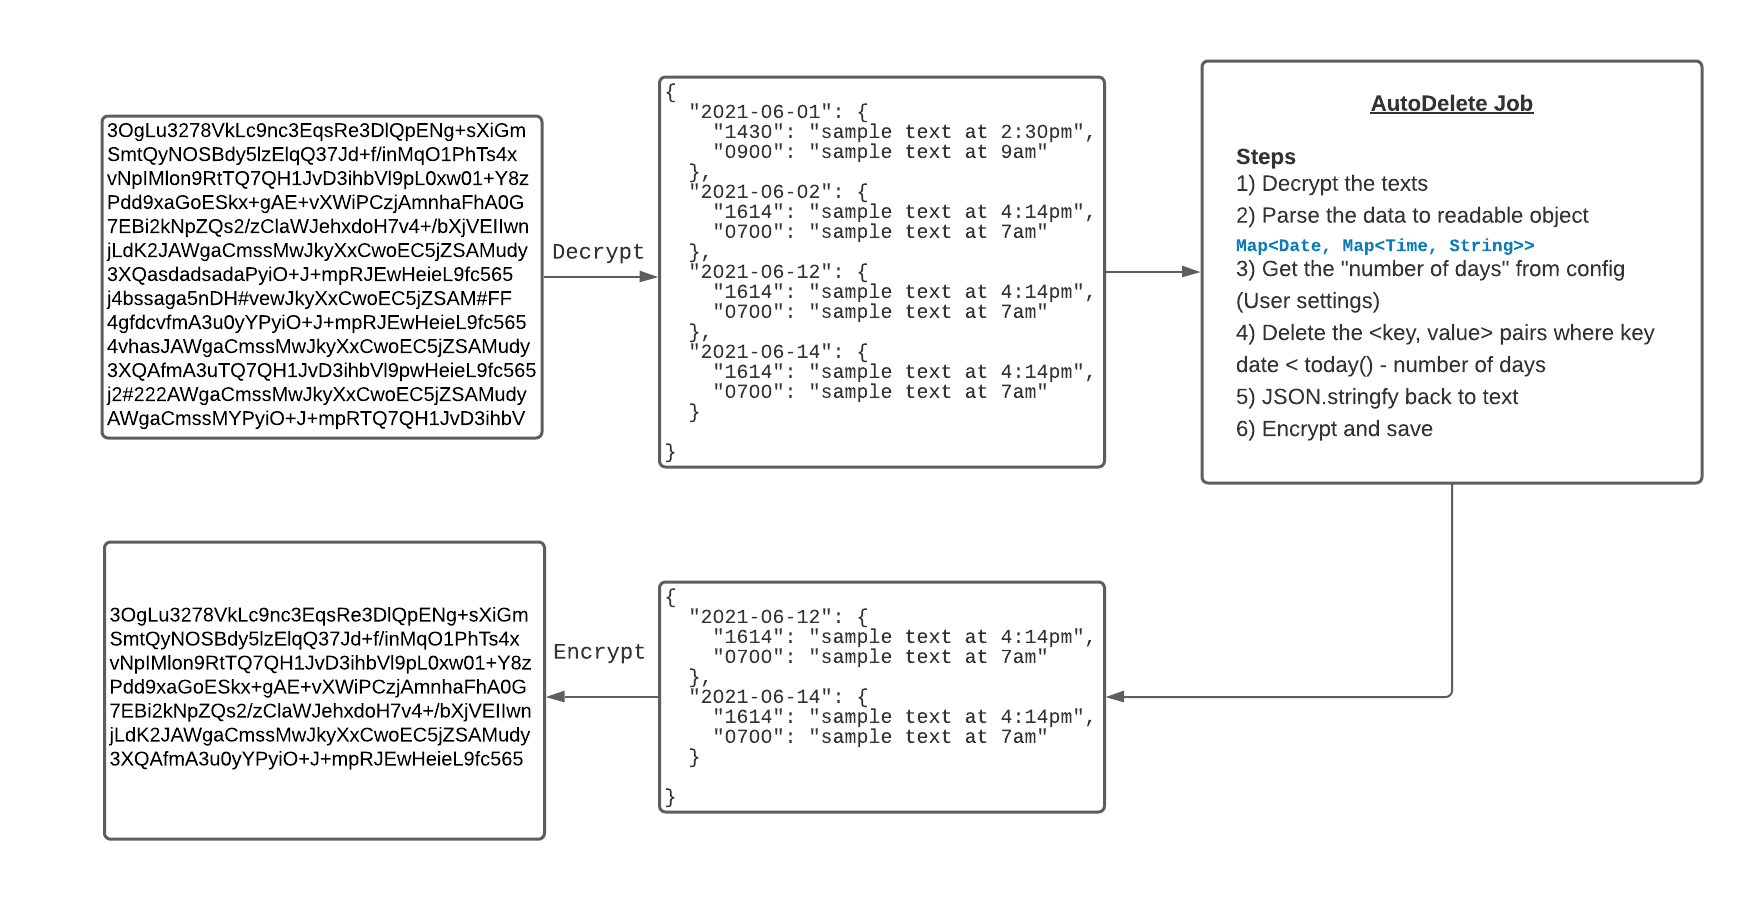 3OgLu3278VkLc9nc3EqsRe3DlQpENg+sXiGm
SmtQyNOSBdy5lzElqQ37Jd+f/inMqO1PhTs4x
vNpIMlon9RtTQ7QH1JvD3ihbVl9pL0xw01+Y8z
Pdd9xaGoESkx+gAE+vXWiPCzjAmnhaFhA0G
7EBi2kNpZQs2/zClaWJehxdoH7v4+/bXjVEIIwn
jLdK2JAWgaCmssMwJkyXxCwoEC5jZSAMudy
3XQasdadsadaPyiO+J+mpRJEwHeieL9fc565
j4bssaga5nDH#vewJkyXxCwoEC5jZSAM#FF
4gfdcvfmA3u0yYPyiO+J+mpRJEwHeieL9fc565
4vhasJAWgaCmssMwJkyXxCwoEC5jZSAMudy
3XQAfmA3uTQ7QH1JvD3ihbVl9pwHeieL9fc565
j2#222AWgaCmssMwJkyXxCwoEC5jZSAMudy
AWgaCmssMYPyiO+J+mpRTQ7QH1JvD3ihbV
Decrypt
{
"2021-06-01": {
"1430": "sample text at 2:30pm",
"0900": "sample text at 9am"
},
"2021-06-02": {
"1614": "sample text at 4:14pm",
"0700": "sample text at 7am"
},
"2021-06-12": {
"1614": "sample text at 4:14pm",
"0700": "sample text at 7am"
},
"2021-06-14": {
"1614": "sample text at 4:14pm",
"0700": "sample text at 7am"
}
}
AutoDelete Job
Steps
1) Decrypt the texts
2) Parse the data to readable object
Map<Date, Map<Time, String>>
3) Get the "number of days" from config
(User settings)
4) Delete the <key, value> pairs where key
date < today() - number of days
5) JSON.stringfy back to text
6) Encrypt and save
3OgLu3278VkLc9nc3EqsRe3DlQpENg+sXiGm
SmtQyNOSBdy5lzElqQ37Jd+f/inMqO1PhTs4x
vNpIMlon9RtTQ7QH1JvD3ihbVl9pL0xw01+Y8z
Pdd9xaGoESkx+gAE+vXWiPCzjAmnhaFhA0G
7EBi2kNpZQs2/zClaWJehxdoH7v4+/bXjVEIIwn
jLdK2JAWgaCmssMwJkyXxCwoEC5jZSAMudy
3XQAfmA3u0yYPyiO+J+mpRJEwHeieL9fc565
Encrypt
{
"2021-06-12": {
"1614": "sample text at 4:14pm",
"0700": "sample text at 7am"
},
"2021-06-14": {
"1614": "sample text at 4:14pm",
"0700": "sample text at 7am"
}
}